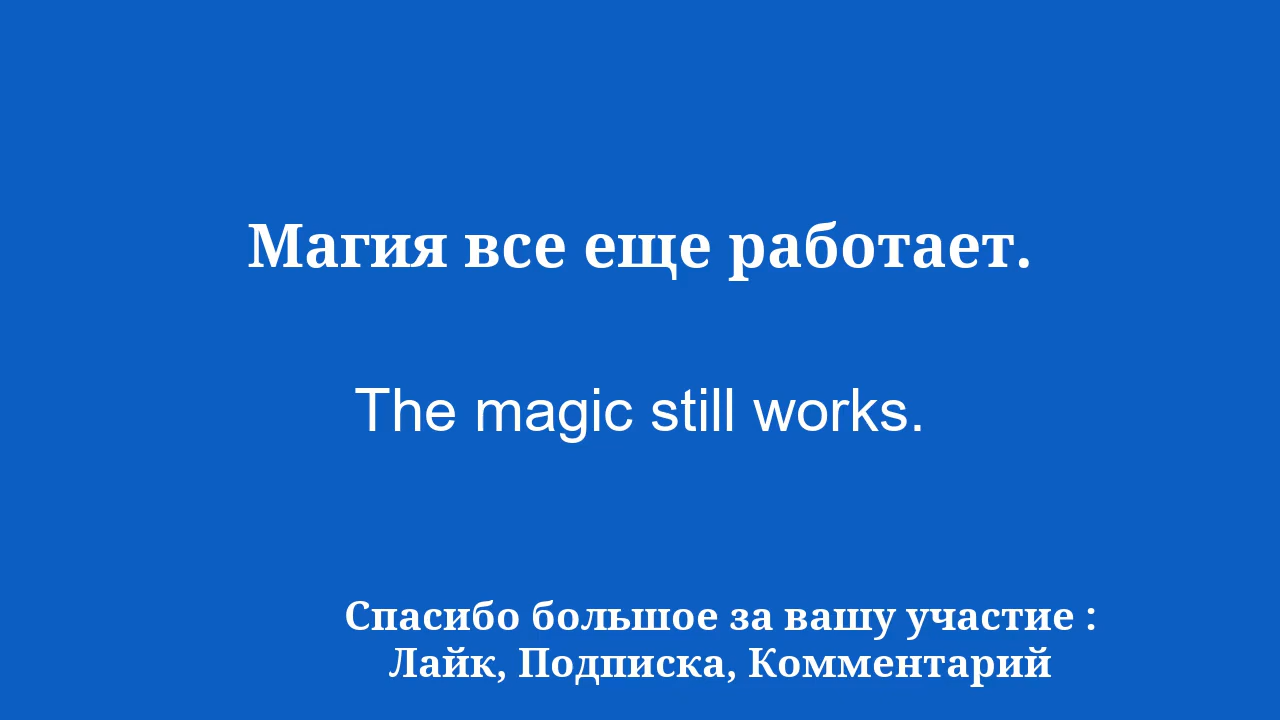 Магия все еще работает.
The magic still works.
Спасибо большое за вашу участие :
Лайк, Подписка, Комментарий